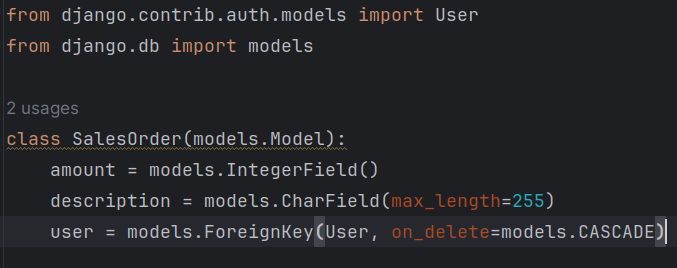 from django.contrib.auth.models import User
from django.db import models
2 usages
class SalesOrder(models.Model):
    amount = models.IntegerField()
    description = models.CharField(max_length=255)
    user = models.ForeignKey(User, on_delete=models.CASCADE)